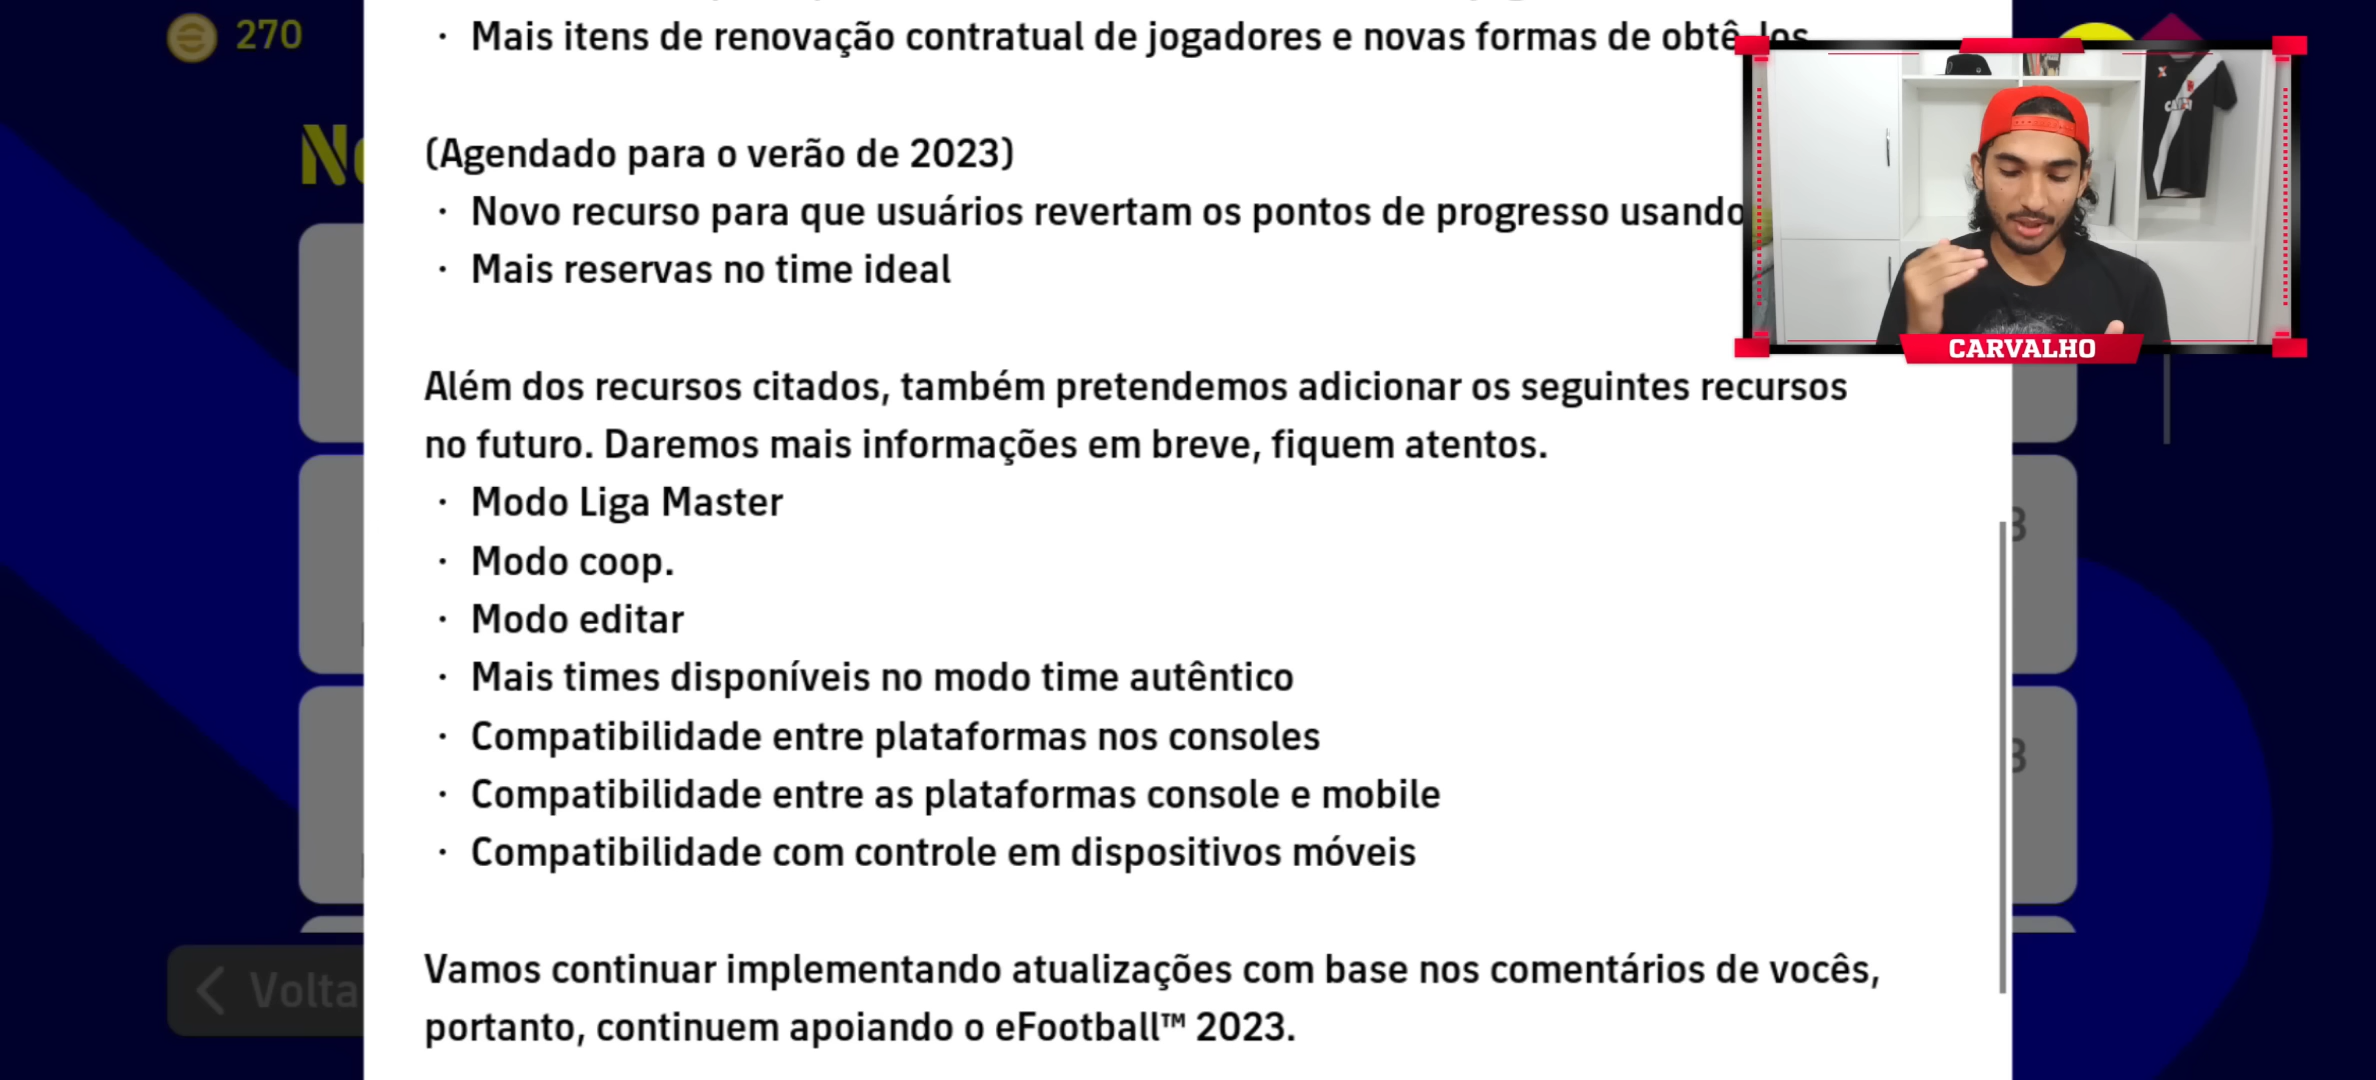 270
· Mais itens de renovação contratual de jogadores e novas formas de
(Agendado para o verão de 2023)
· Novo recurso para que usuários revertam os pontos de progresso usando
· Mais reservas no time ideal
CARVALHO
Além dos recursos citados, também pretendemos adicionar os seguintes recursos
no futuro. Daremos mais informações em breve, fiquem atentos.
· Modo Liga Master
· Modo coop.
· Modo editar
· Mais times disponíveis no modo time autêntico
· Compatibilidade entre plataformas nos consoles
· Compatibilidade entre as plataformas console e mobile
· Compatibilidade com controle em dispositivos móveis
Volta
Vamos continuar implementando atualizações com base nos comentários de vocês,
portanto, continuem apoiando o eFootball™ 2023.